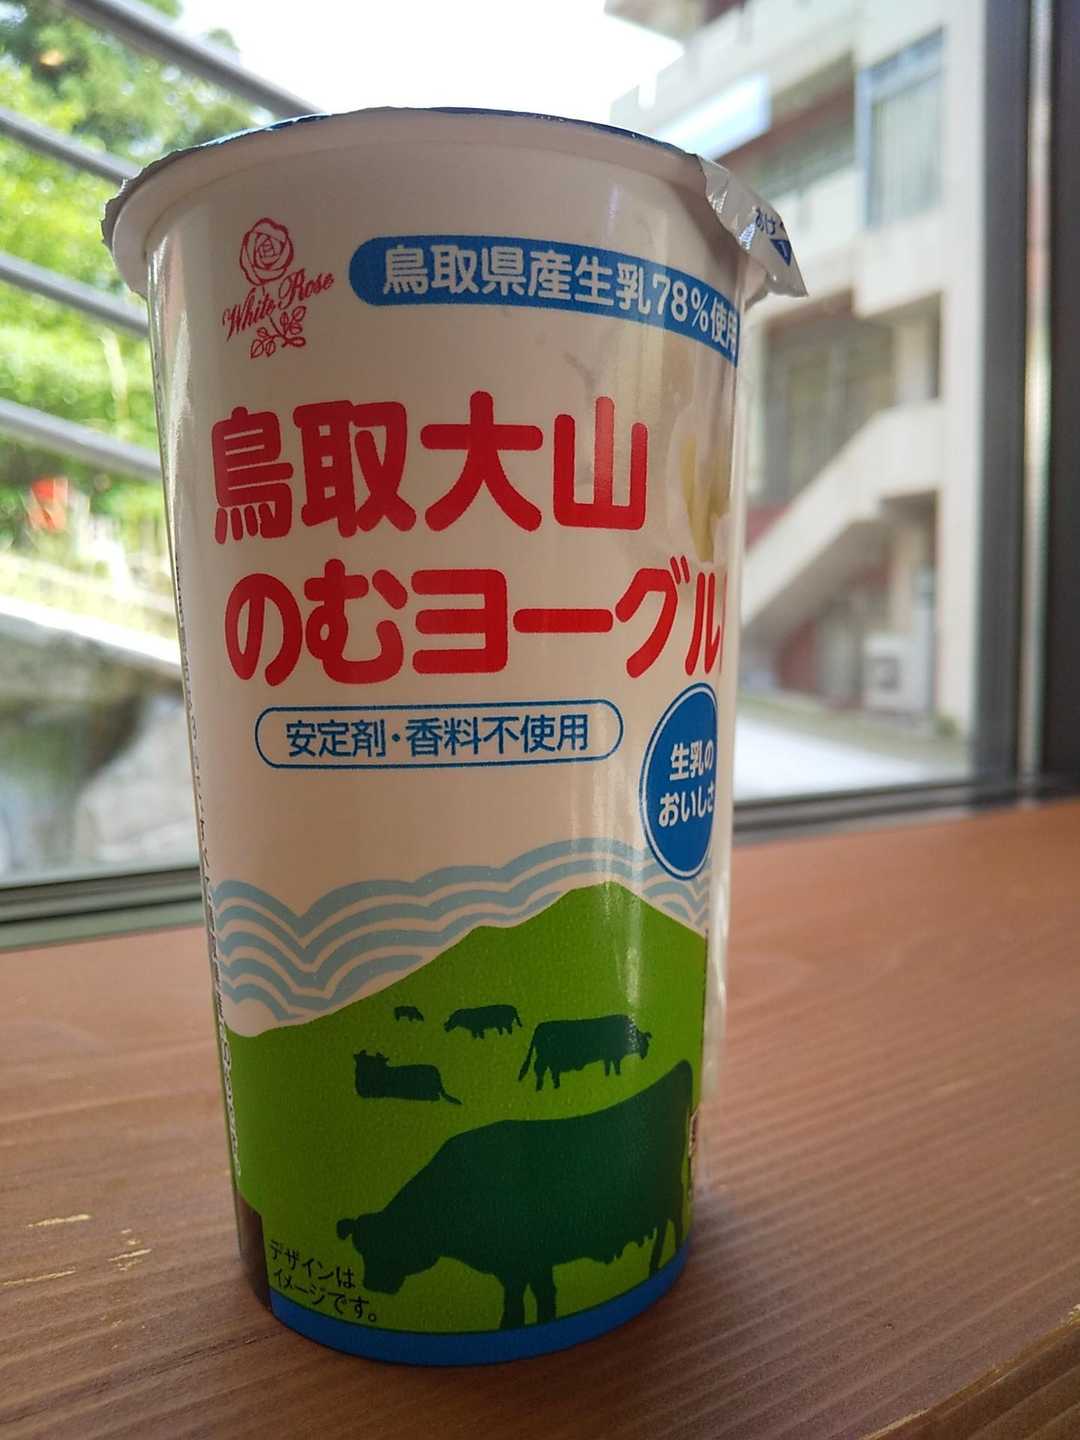 White Rose
鳥取県産生乳78%使用
鳥取大山
のむヨーグル
安定剤・香料不使用
生乳の
おいしさ
デザインは
イメージです。